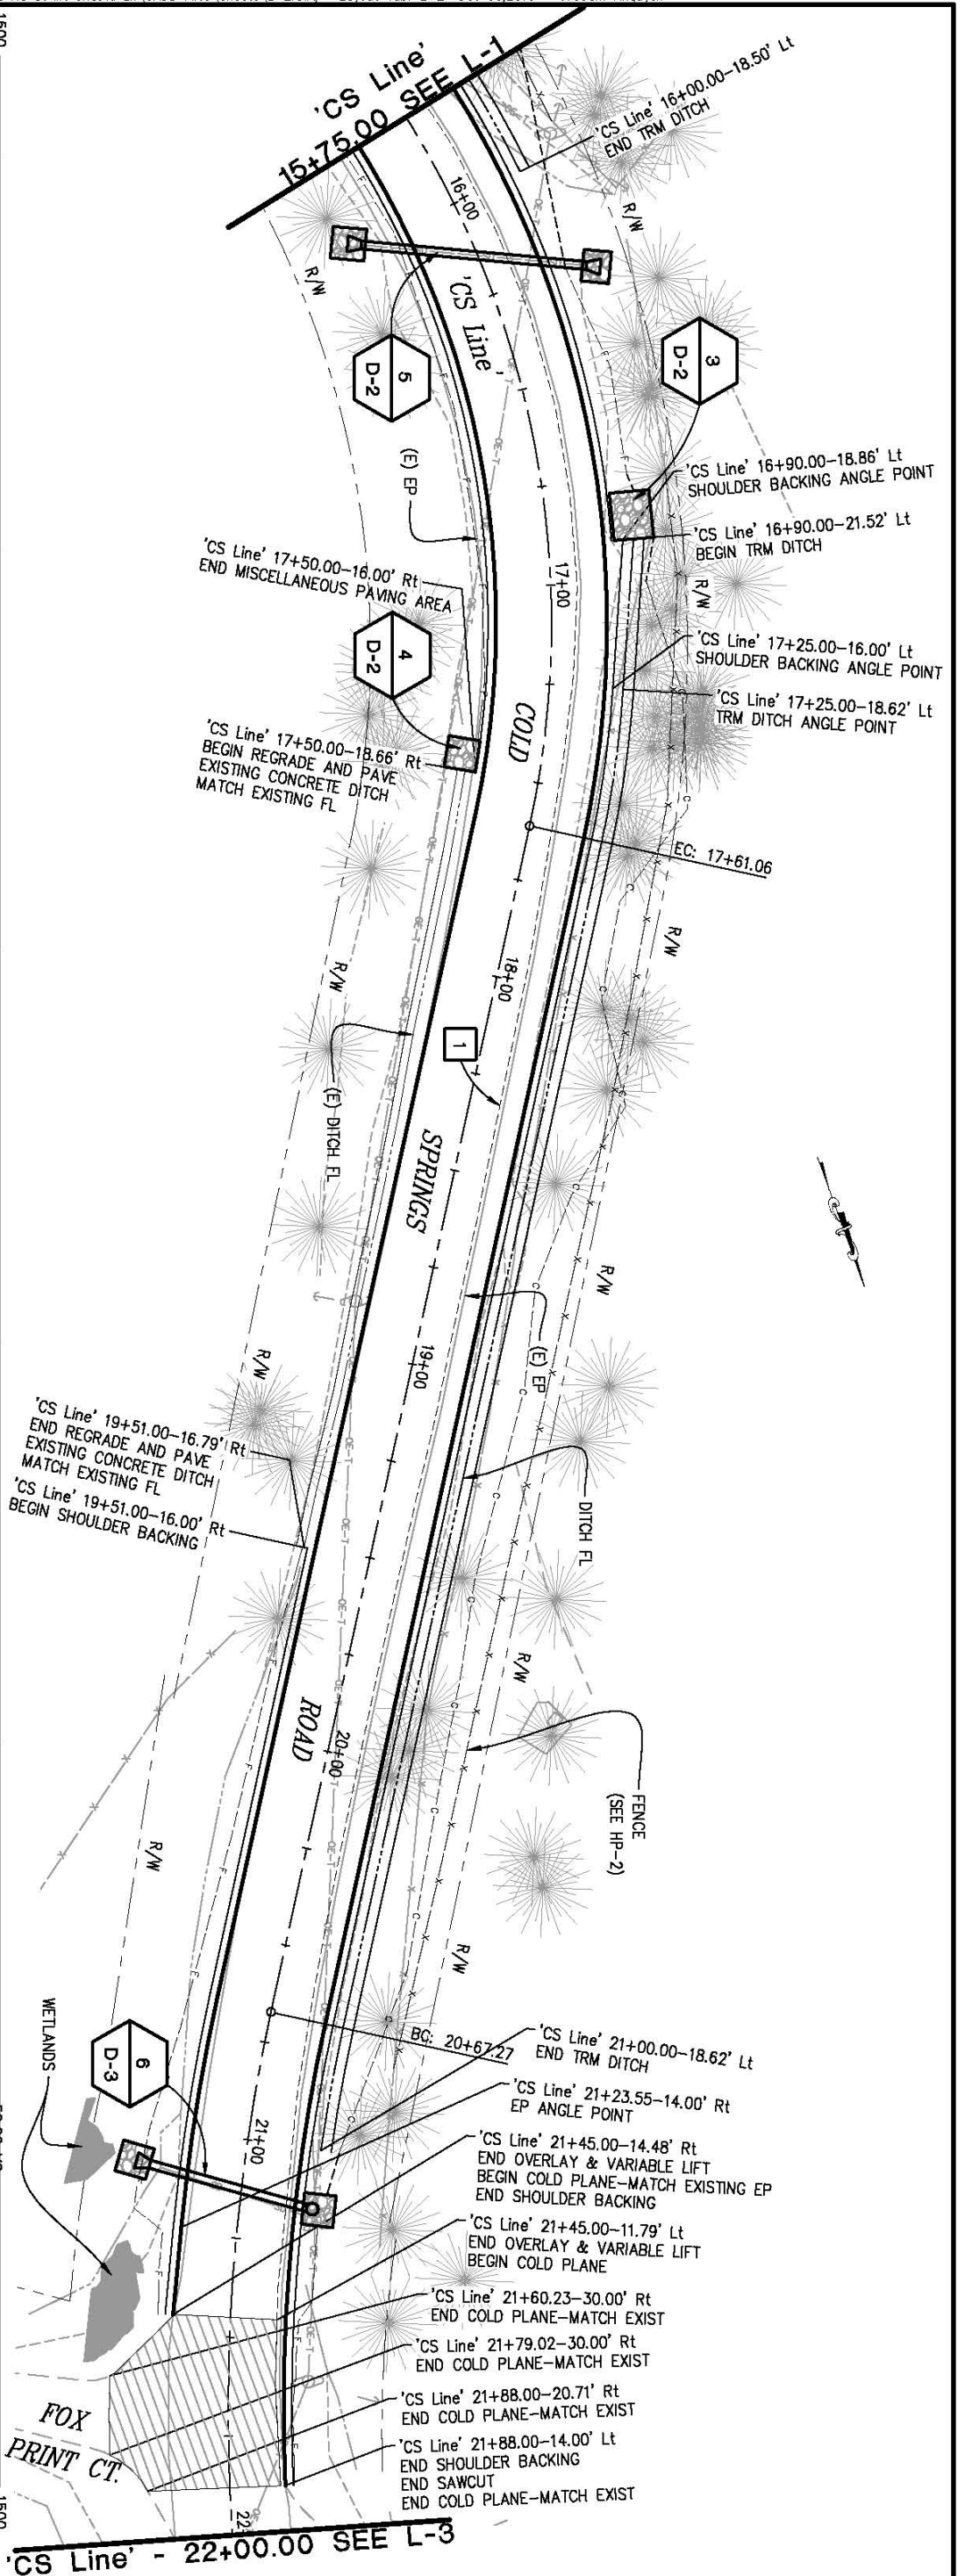 'CS Line'
15+75.00 SEE L-1
'CS Line' 16+00.00-18.50' Lt
END TRM DITCH
R/W
R/W
16+00
'CS Line'
3
D-2
5
D-2
(E) EP
'CS Line' 16+90.00-18.86' Lt
SHOULDER BACKING ANGLE POINT
'CS Line' 16+90.00-21.52' Lt
BEGIN TRM DITCH
R/W
17+00
'CS Line' 17+50.00-16.00' Rt
END MISCELLANEOUS PAVING AREA
4
D-2
'CS Line' 17+25.00-16.00' Lt
SHOULDER BACKING ANGLE POINT
'CS Line' 17+25.00-18.62' Lt
TRM DITCH ANGLE POINT
COLD
'CS Line' 17+50.00-18.66' Rt
BEGIN REGRADE AND PAVE
EXISTING CONCRETE DITCH
MATCH EXISTING FL
EC: 17+61.06
R/W
R/W
18+00
1
(E) DITCH FL
SPRINGS
R/W
R/W
19+00
(E) EP
'CS Line' 19+51.00-16.79' Rt
END REGRADE AND PAVE
EXISTING CONCRETE DITCH
MATCH EXISTING FL
'CS Line' 19+51.00-16.00' Rt
BEGIN SHOULDER BACKING
DITCH FL
R/W
ROAD
20+00
FENCE
(SEE HP-2)
R/W
R/W
WETLANDS
6
D-3
BC: 20+67.27
'CS Line' 21+00.00-18.62' Lt
END TRM DITCH
'CS Line' 21+23.55-14.00' Rt
EP ANGLE POINT
21+00
'CS Line' 21+45.00-14.48' Rt
END OVERLAY & VARIABLE LIFT
BEGIN COLD PLANE-MATCH EXISTING EP
END SHOULDER BACKING
'CS Line' 21+45.00-11.79' Lt
END OVERLAY & VARIABLE LIFT
BEGIN COLD PLANE
'CS Line' 21+60.23-30.00' Rt
END COLD PLANE-MATCH EXIST
'CS Line' 21+79.02-30.00' Rt
END COLD PLANE-MATCH EXIST
'CS Line' 21+88.00-20.71' Rt
END COLD PLANE-MATCH EXIST
'CS Line' 21+88.00-14.00' Lt
END SHOULDER BACKING
END SAWCUT
END COLD PLANE-MATCH EXIST
FOX
PRINT CT.
22
'CS Line' - 22+00.00 SEE L-3